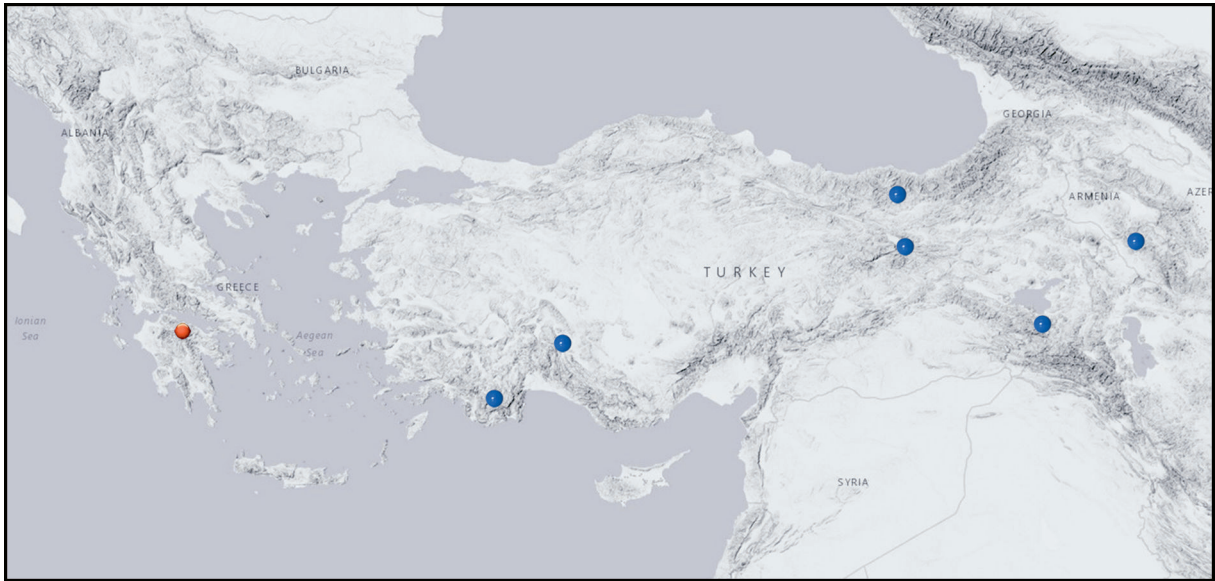 BULGARIA
GEORGIA
ALBANIA
ARMENIA
AZER
TURKEY
GREECE
Ionian
Sea
Aegean
Sea
SYRIA